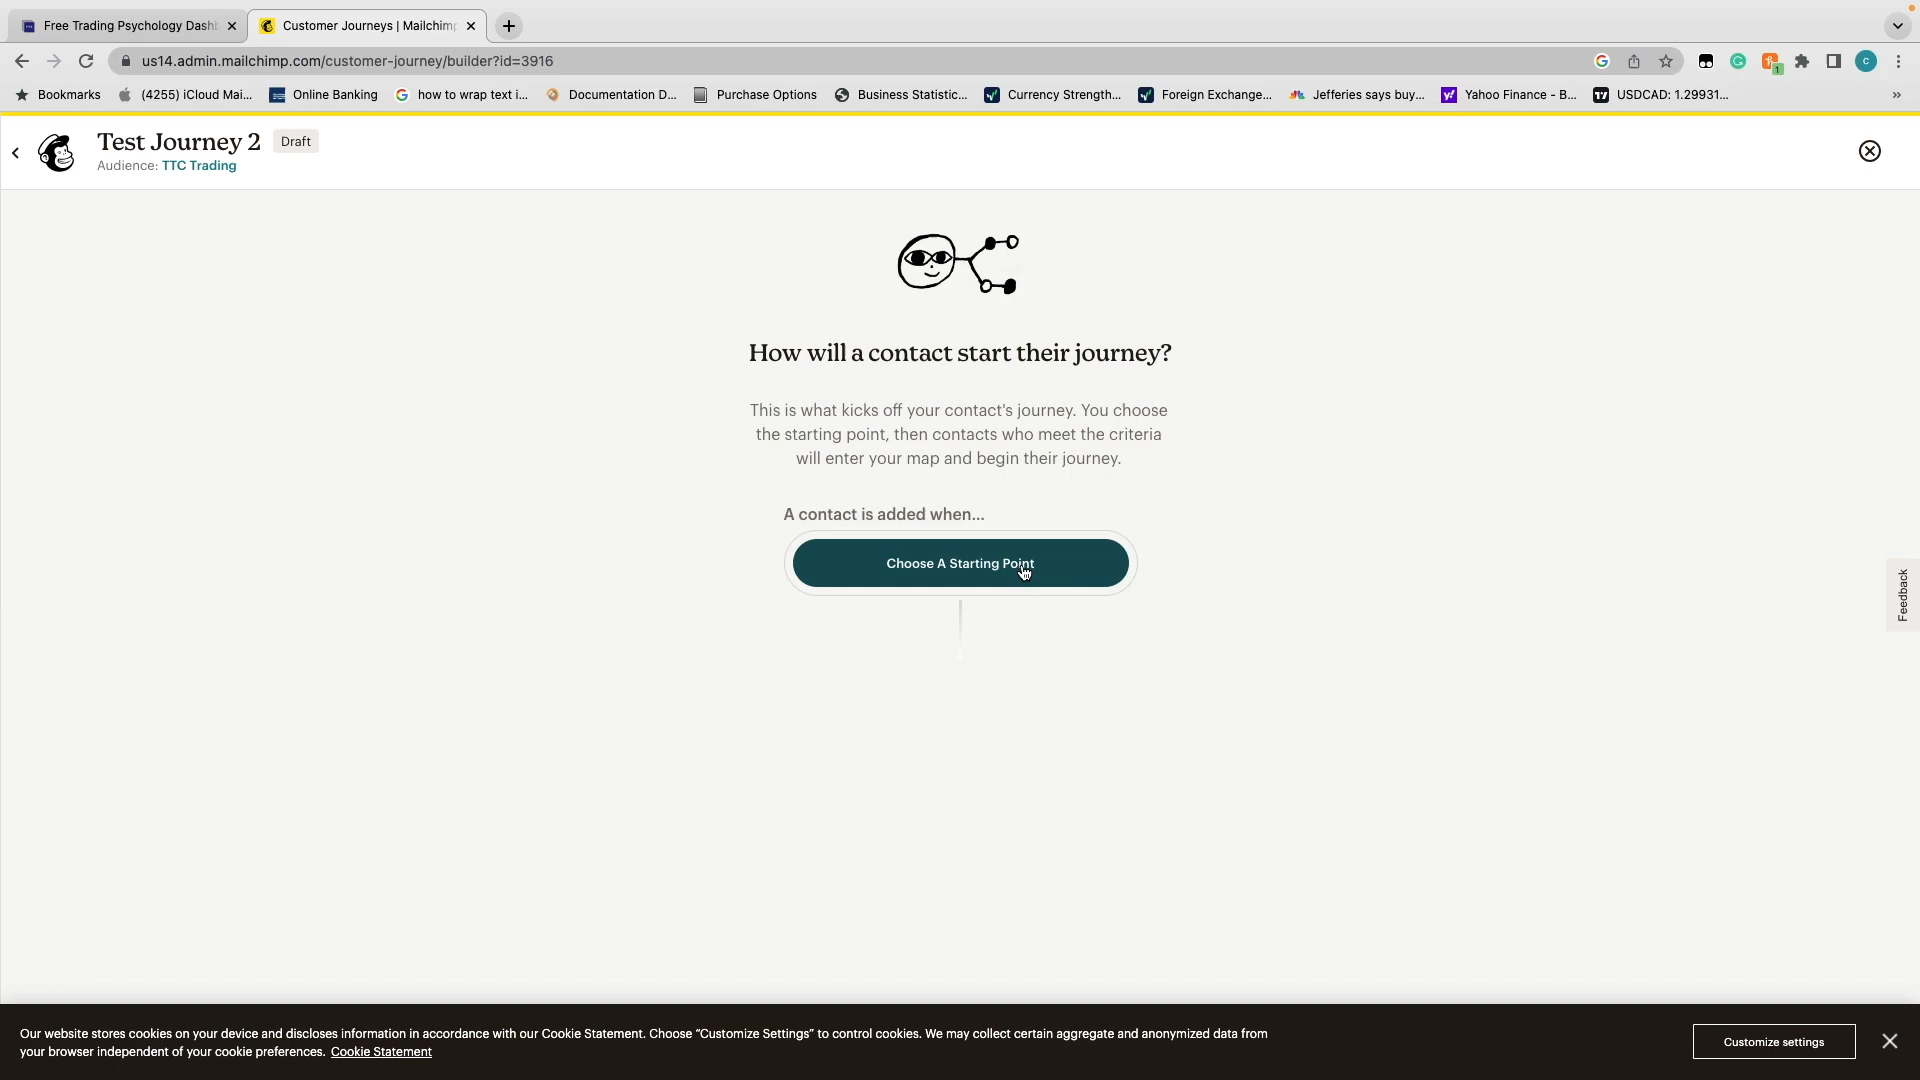 Free Trading Psychology Dashb
Customer Journeys | Mailchimp
us14.admin.mailchimp.com/customer-journey/builder?id=3916
1
C
Bookmarks
(4255) iCloud Mai...
Online Banking
how to wrap text i...
Documentation D...
Purchase Options
Business Statistic...
Currency Strength...
Foreign Exchange...
Jefferies says buy...
Yahoo Finance - B...
USDCAD: 1.29931...
Test Journey 2
Draft
Audience: TTC Trading
How will a contact start their journey?
This is what kicks off your contact's journey. You choose
the starting point, then contacts who meet the criteria
will enter your map and begin their journey.
A contact is added when...
Choose A Starting Point
Feedback
Our website stores cookies on your device and discloses information in accordance with our Cookie Statement. Choose “Customize Settings” to control cookies. We may collect certain aggregate and anonymized data from
your browser independent of your cookie preferences. Cookie Statement
Customize settings